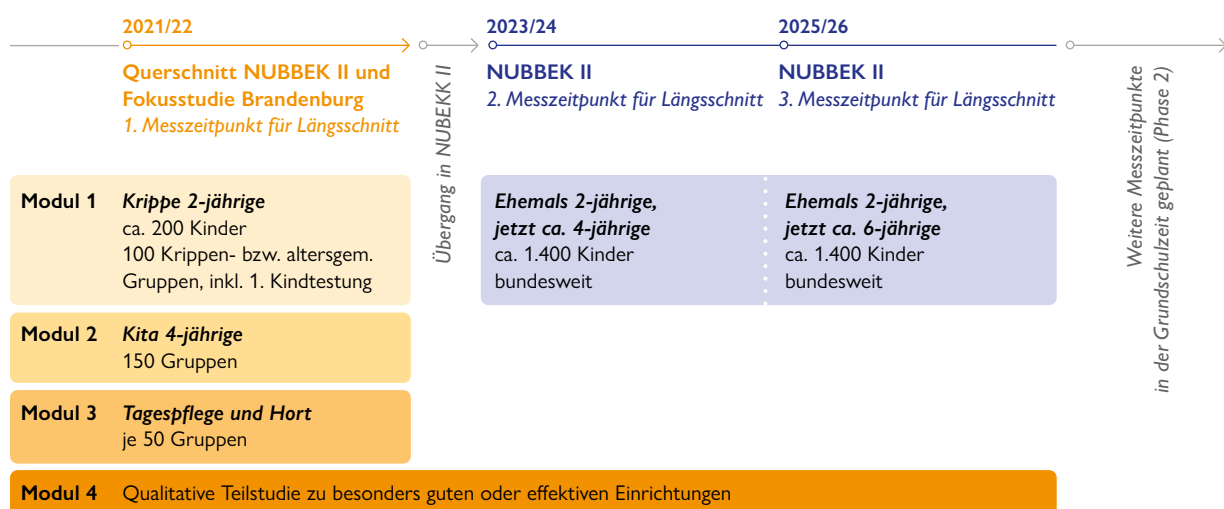 2021/22
Querschnitt NUBBEK II und
Fokusstudie Brandenburg
1. Messzeitpunkt für Längsschnitt
Übergang in NUBEKK II
2023/24
NUBBEK II
2. Messzeitpunkt für Längsschnitt
2025/26
NUBBEK II
3. Messzeitpunkt für Längsschnitt
Weitere Messzeitpunkte
in der Grundschulzeit geplant (Phase 2)
Modul 1
Krippe 2-jährige
ca. 200 Kinder
100 Krippen- bzw. altersgem.
Gruppen, inkl. 1. Kindtestung
Ehemals 2-jährige,
jetzt ca. 4-jährige
ca. 1.400 Kinder
bundesweit
Ehemals 2-jährige,
jetzt ca. 6-jährige
ca. 1.400 Kinder
bundesweit
Modul 2
Kita 4-jährige
150 Gruppen
Modul 3
Tagespflege und Hort
je 50 Gruppen
Modul 4
Qualitative Teilstudie zu besonders guten oder effektiven Einrichtungen